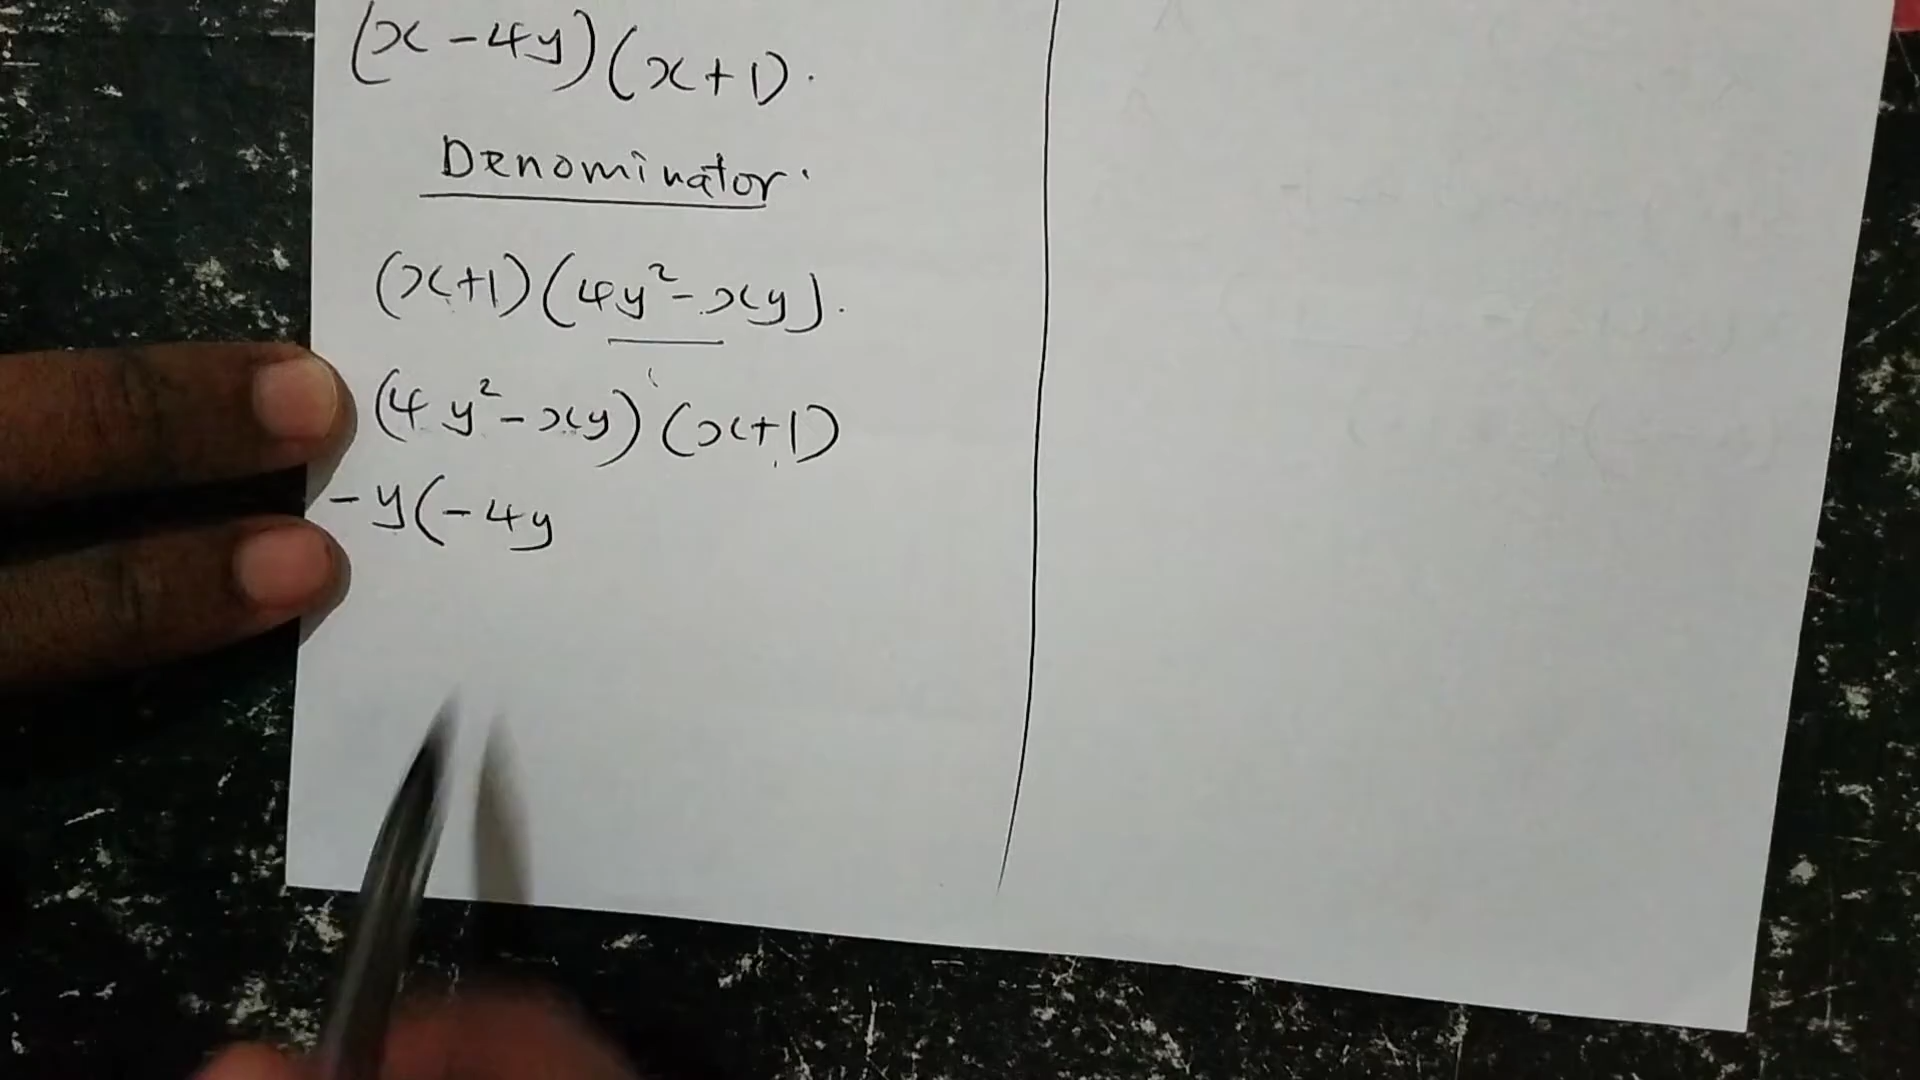 (x - 4y)(x+1).
Denominator.
(x+1)(4y² - xy).
(4y² - xy)(x+1)
-y(-4y